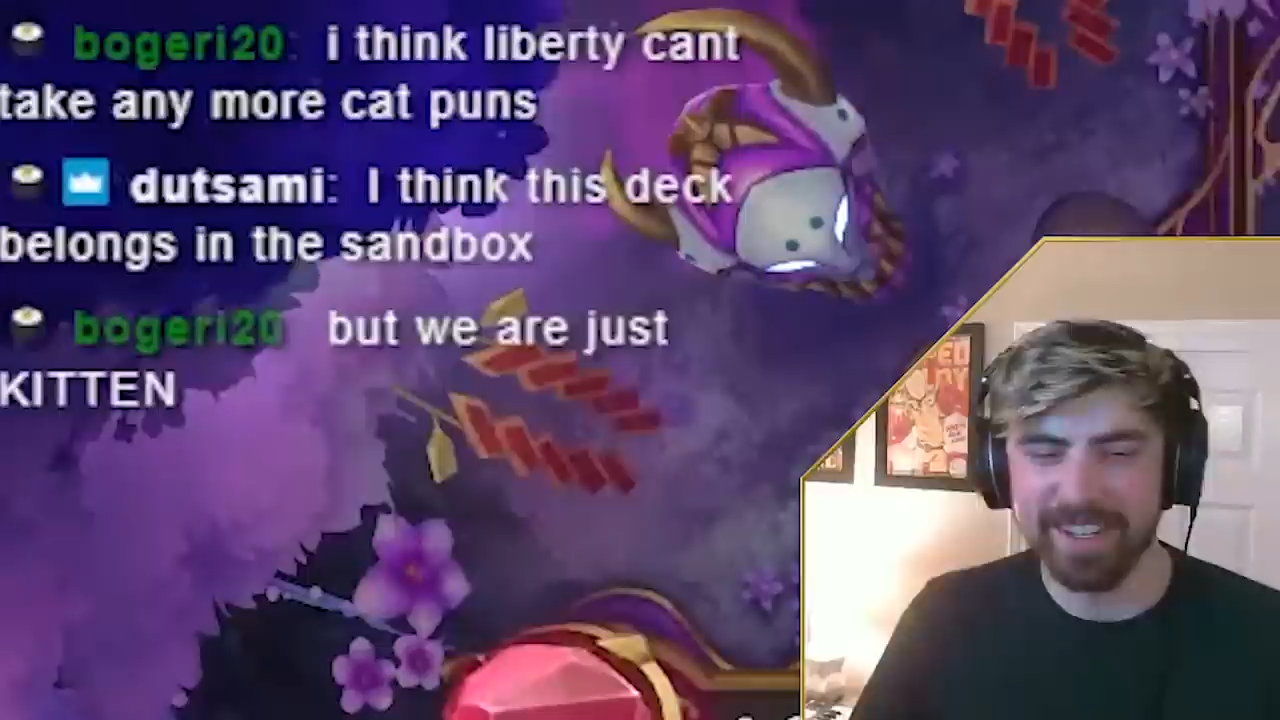 bogeri20: i think liberty cant
take any more cat puns
dutsami: I think this deck
belongs in the sandbox
bogeri20 but we are just
KITTEN